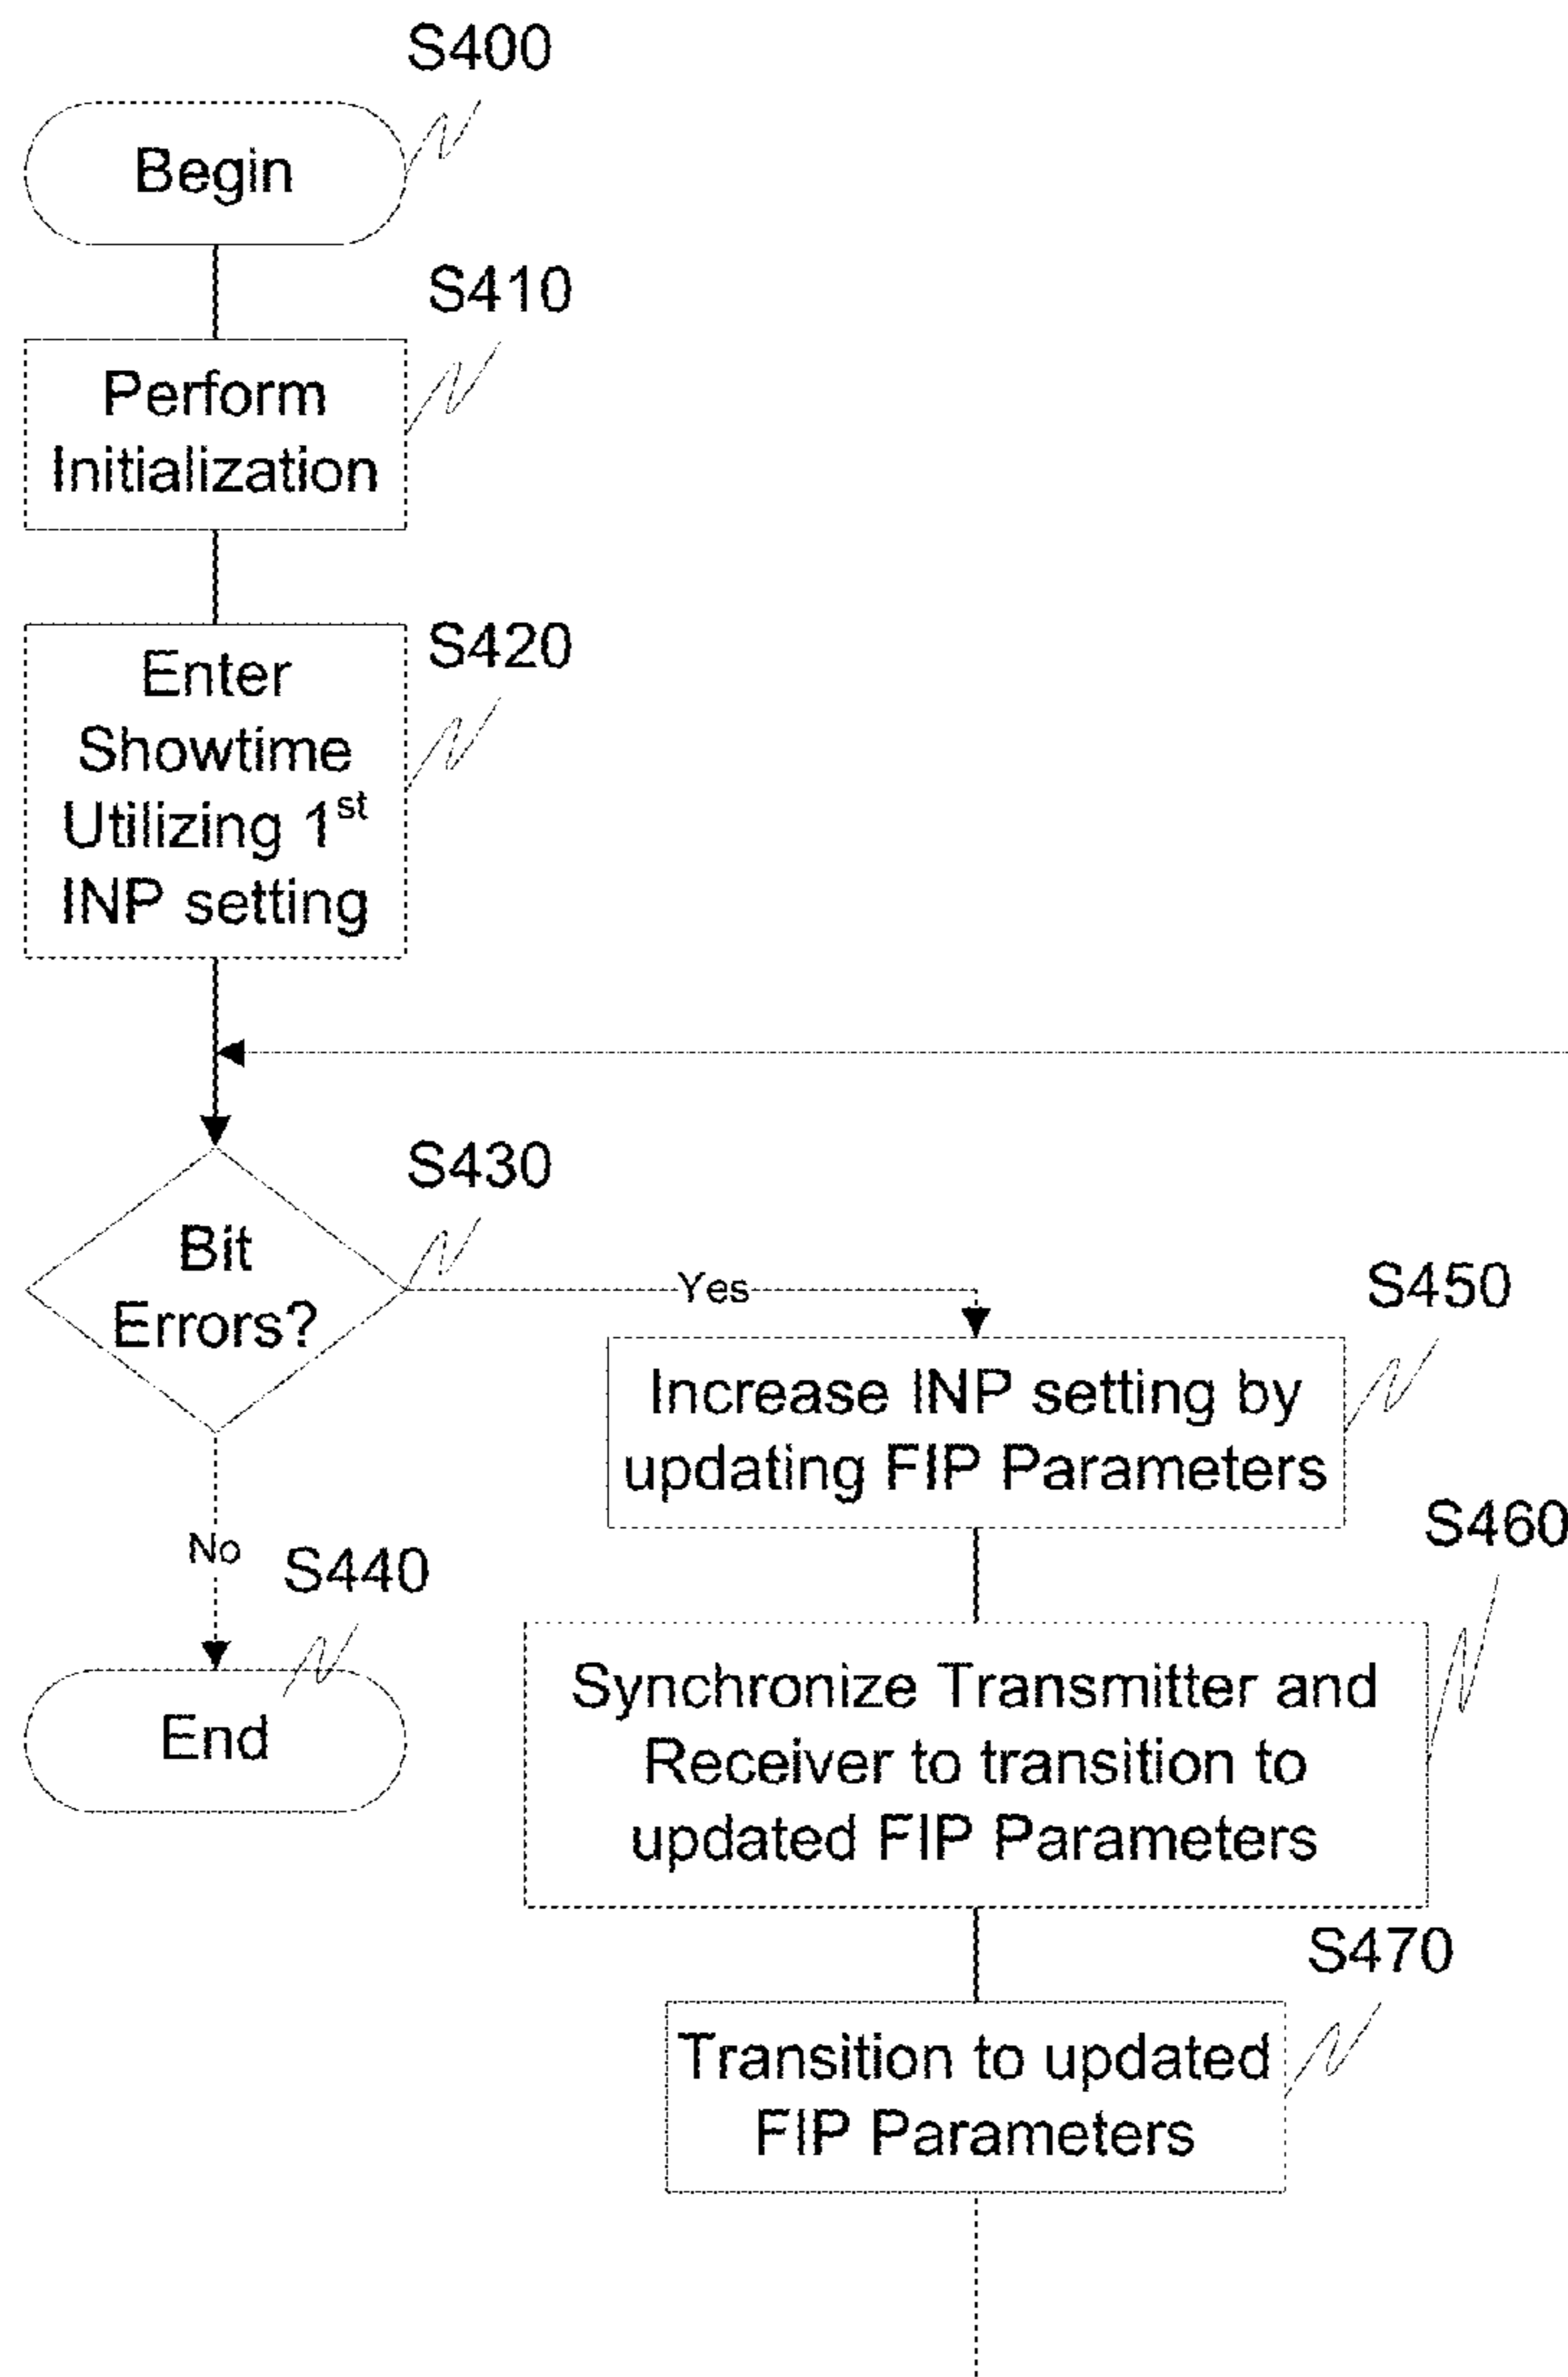 S400
Begin
S410
Perform
Initialization
S420
Enter
Showtime
Utilizing 1st
INP setting
S430
Bit
Errors?
Yes
S450
Increase INP setting by
updating FIP Parameters
No
S440
End
S460
Synchronize Transmitter and
Receiver to transition to
updated FIP Parameters
S470
Transition to updated
FIP Parameters